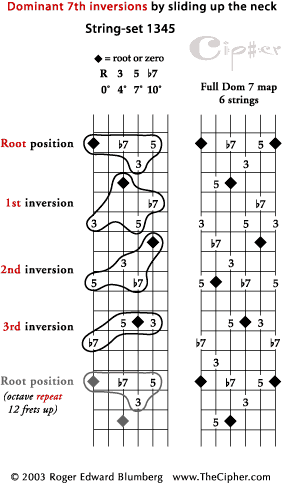 Dominant 7th inversions by sliding up the neck
String-set 1345
Cipher
◆ = root or zero
R 3 5 b7
0° 4° 7° 10°
Full Dom 7 map
6 strings
Root position
b7 5
3
1st inversion
b7
3 5
2nd inversion
3
5 b7
3rd inversion
5 3
b7
Root position
(octave repeat
12 frets up)
b7 5
3
b7 5
3
5
b7
3 5 3
b7
3
5 b7
5 3
b7
3
b7 5
3
5
© 2003 Roger Edward Blumberg www.TheCipher.com